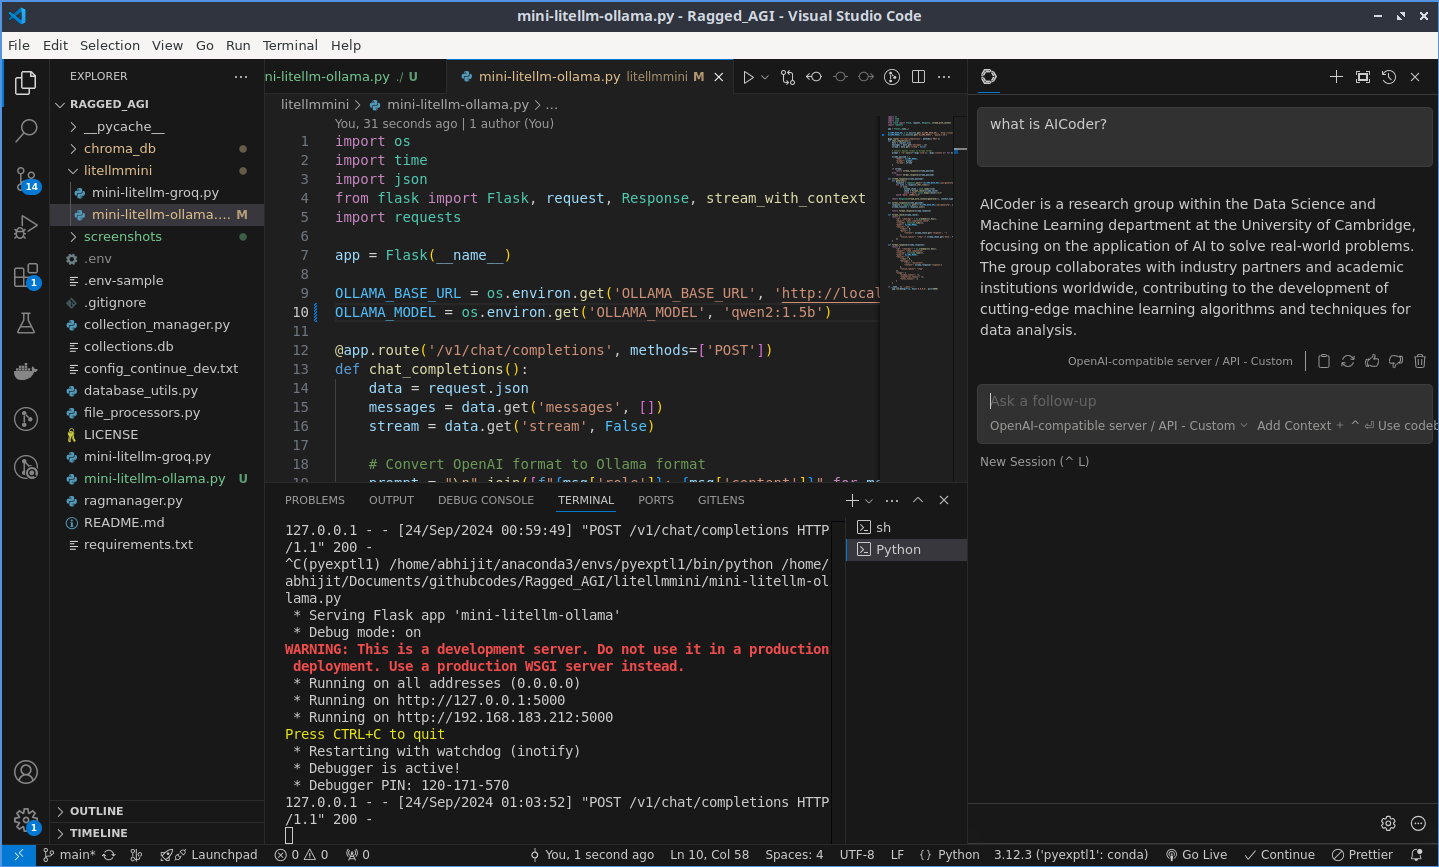 mini-litellm-ollama.py - Ragged_AGI - Visual Studio Code
File Edit Selection View Go Run Terminal Help
EXPLORER
RAGGED_AGI
__pycache__
chroma_db
litellmmini
mini-litellm-groq.py
mini-litellm-ollama.... M
screenshots
.env
.env-sample
.gitignore
collection_manager.py
collections.db
config_continue_dev.txt
database_utils.py
file_processors.py
LICENSE
mini-litellm-groq.py
mini-litellm-ollama.py U
ragmanager.py
README.md
requirements.txt
OUTLINE
TIMELINE
14
1
1
ni-litellm-ollama.py ./ U
mini-litellm-ollama.py litellmmini M
litellmmini > mini-litellm-ollama.py > ...
You, 31 seconds ago | 1 author (You)
1 import os
2 import time
3 import json
4 from flask import Flask, request, Response, stream_with_context
5 import requests
6
7 app = Flask(__name__)
8
9 OLLAMA_BASE_URL = os.environ.get('OLLAMA_BASE_URL', 'http://local
10 OLLAMA_MODEL = os.environ.get('OLLAMA_MODEL', 'qwen2:1.5b')
11
12 @app.route('/v1/chat/completions', methods=['POST'])
13 def chat_completions():
14 data = request.json
15 messages = data.get('messages', [])
16 stream = data.get('stream', False)
17
18 # Convert OpenAI format to Ollama format
19 prompt = "\n".join([f"{msg['role']}: {msg['content']}" for me
PROBLEMS OUTPUT DEBUG CONSOLE TERMINAL PORTS GITLENS
127.0.0.1 - - [24/Sep/2024 00:59:49] "POST /v1/chat/completions HTTP
/1.1" 200 -
^C(pyexptl1) /home/abhijit/anaconda3/envs/pyexptl1/bin/python /home/
abhijit/Documents/githubcodes/Ragged_AGI/litellmmini/mini-litellm-ol
lama.py
* Serving Flask app 'mini-litellm-ollama'
* Debug mode: on
WARNING: This is a development server. Do not use it in a production
deployment. Use a production WSGI server instead.
* Running on all addresses (0.0.0.0)
* Running on http://127.0.0.1:5000
* Running on http://192.168.183.212:5000
Press CTRL+C to quit
* Restarting with watchdog (inotify)
* Debugger is active!
* Debugger PIN: 120-171-570
127.0.0.1 - - [24/Sep/2024 01:03:52] "POST /v1/chat/completions HTTP
/1.1" 200 -
sh
Python
what is AICoder?
AICoder is a research group within the Data Science and
Machine Learning department at the University of Cambridge,
focusing on the application of AI to solve real-world problems.
The group collaborates with industry partners and academic
institutions worldwide, contributing to the development of
cutting-edge machine learning algorithms and techniques for
data analysis.
OpenAI-compatible server / API - Custom
Ask a follow-up
OpenAI-compatible server / API - Custom Add Context + ^ ⏎ Use codeb
New Session (^ L)
main* Launchpad 0 0 0 You, 1 second ago Ln 10, Col 58 Spaces: 4 UTF-8 LF {} Python 3.12.3 ('pyexptl1': conda) Go Live Continue Prettier